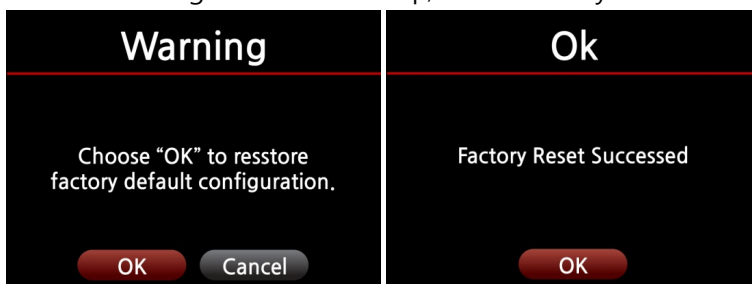 Warning
Choose “OK” to resstore
factory default configuration.
OK Cancel
Ok
Factory Reset Successed
OK